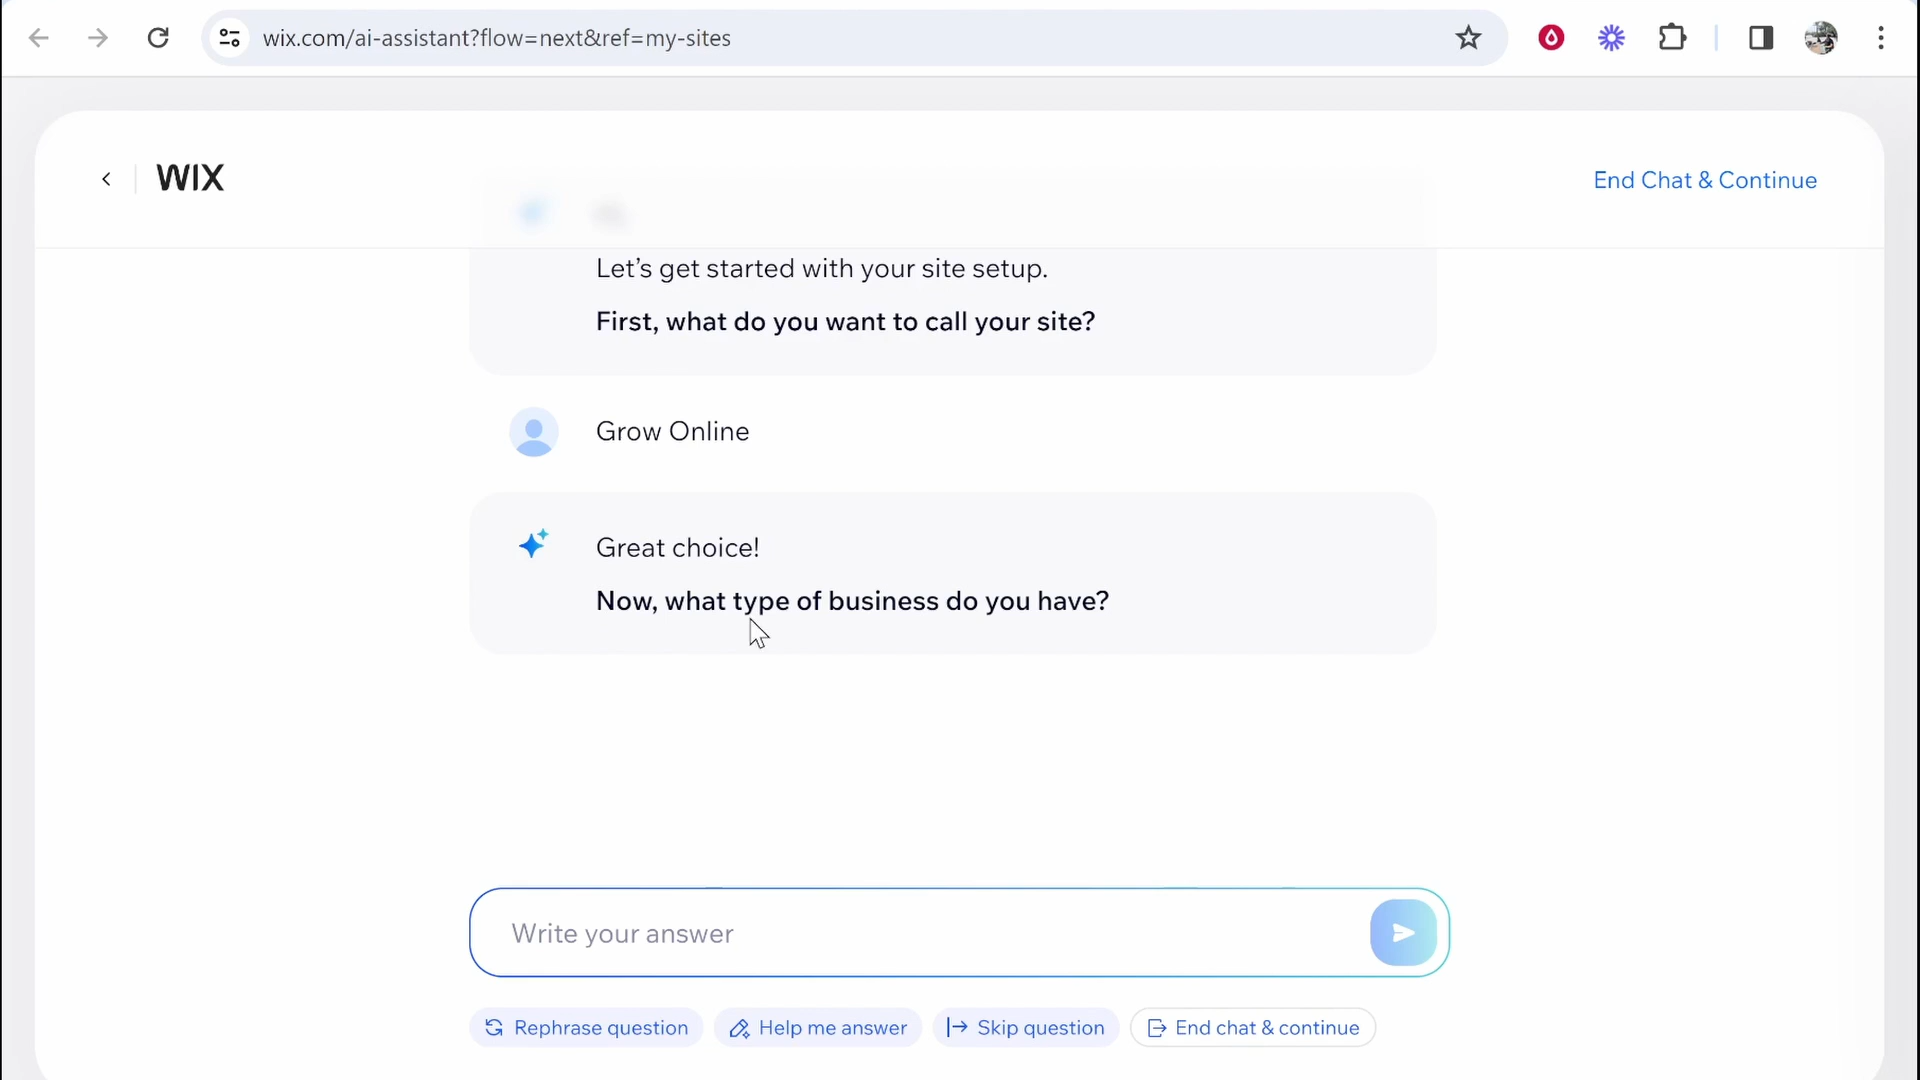 wix.com/ai-assistant?flow=next&ref=my-sites
WIX
End Chat & Continue
Let’s get started with your site setup.
First, what do you want to call your site?
Grow Online
Great choice!
Now, what type of business do you have?
Write your answer
Rephrase question
Help me answer
Skip question
End chat & continue